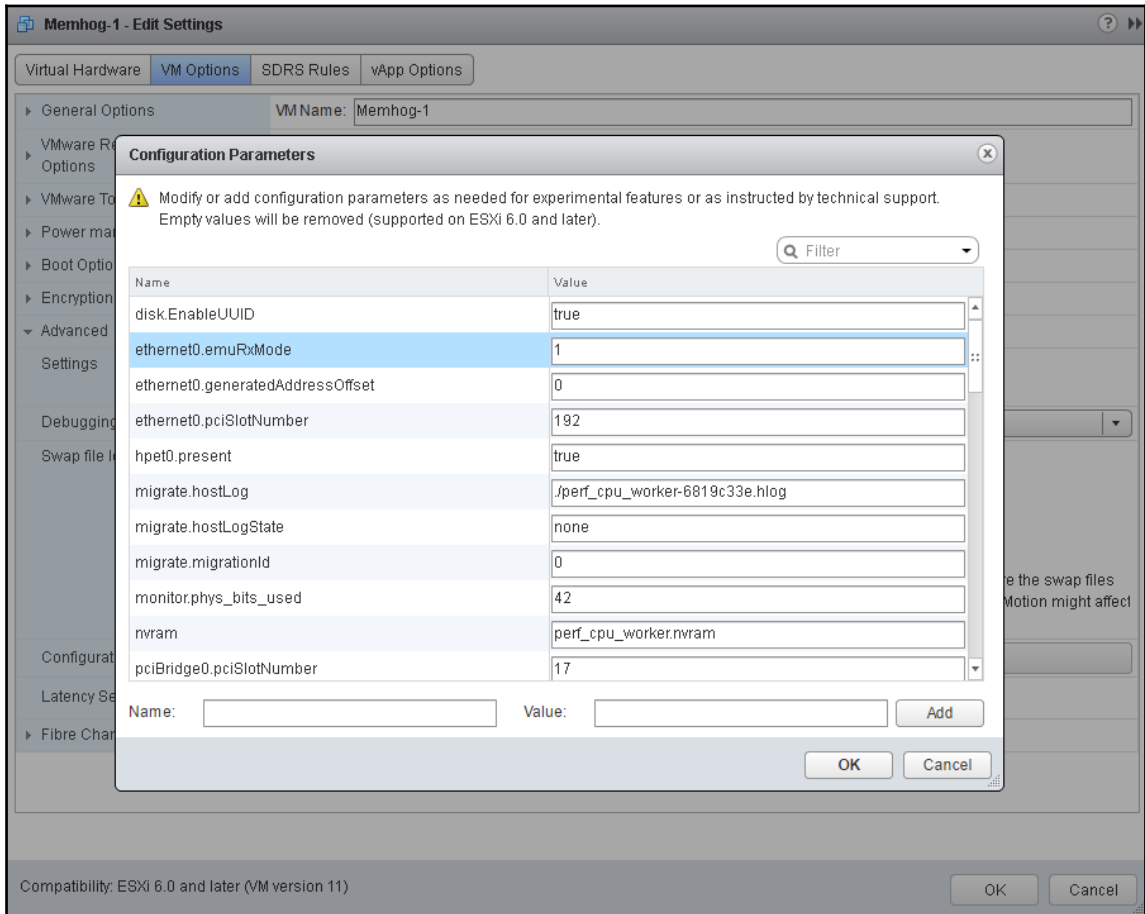 Memhog-1 - Edit Settings
Virtual Hardware VM Options SDRS Rules vApp Options
General Options VM Name: Memhog-1
VMware Re
Options
VMware To
Power mar
Boot Optio
Encryption
Advanced
Settings
Debugging
Swap file l
re the swap files
Motion might affect
Configurat
Latency Se
Fibre Char
Configuration Parameters
Modify or add configuration parameters as needed for experimental features or as instructed by technical support.
Empty values will be removed (supported on ESXi 6.0 and later).
Filter
Name Value
disk.EnableUUID true
ethernet0.emuRxMode 1
ethernet0.generatedAddressOffset 0
ethernet0.pciSlotNumber 192
hpet0.present true
migrate.hostLog ./perf_cpu_worker-6819c33e.hlog
migrate.hostLogState none
migrate.migrationId 0
monitor.phys_bits_used 42
nvram perf_cpu_worker.nvram
pciBridge0.pciSlotNumber 17
Name: Value: Add
OK Cancel
Compatibility: ESXi 6.0 and later (VM version 11)
OK Cancel